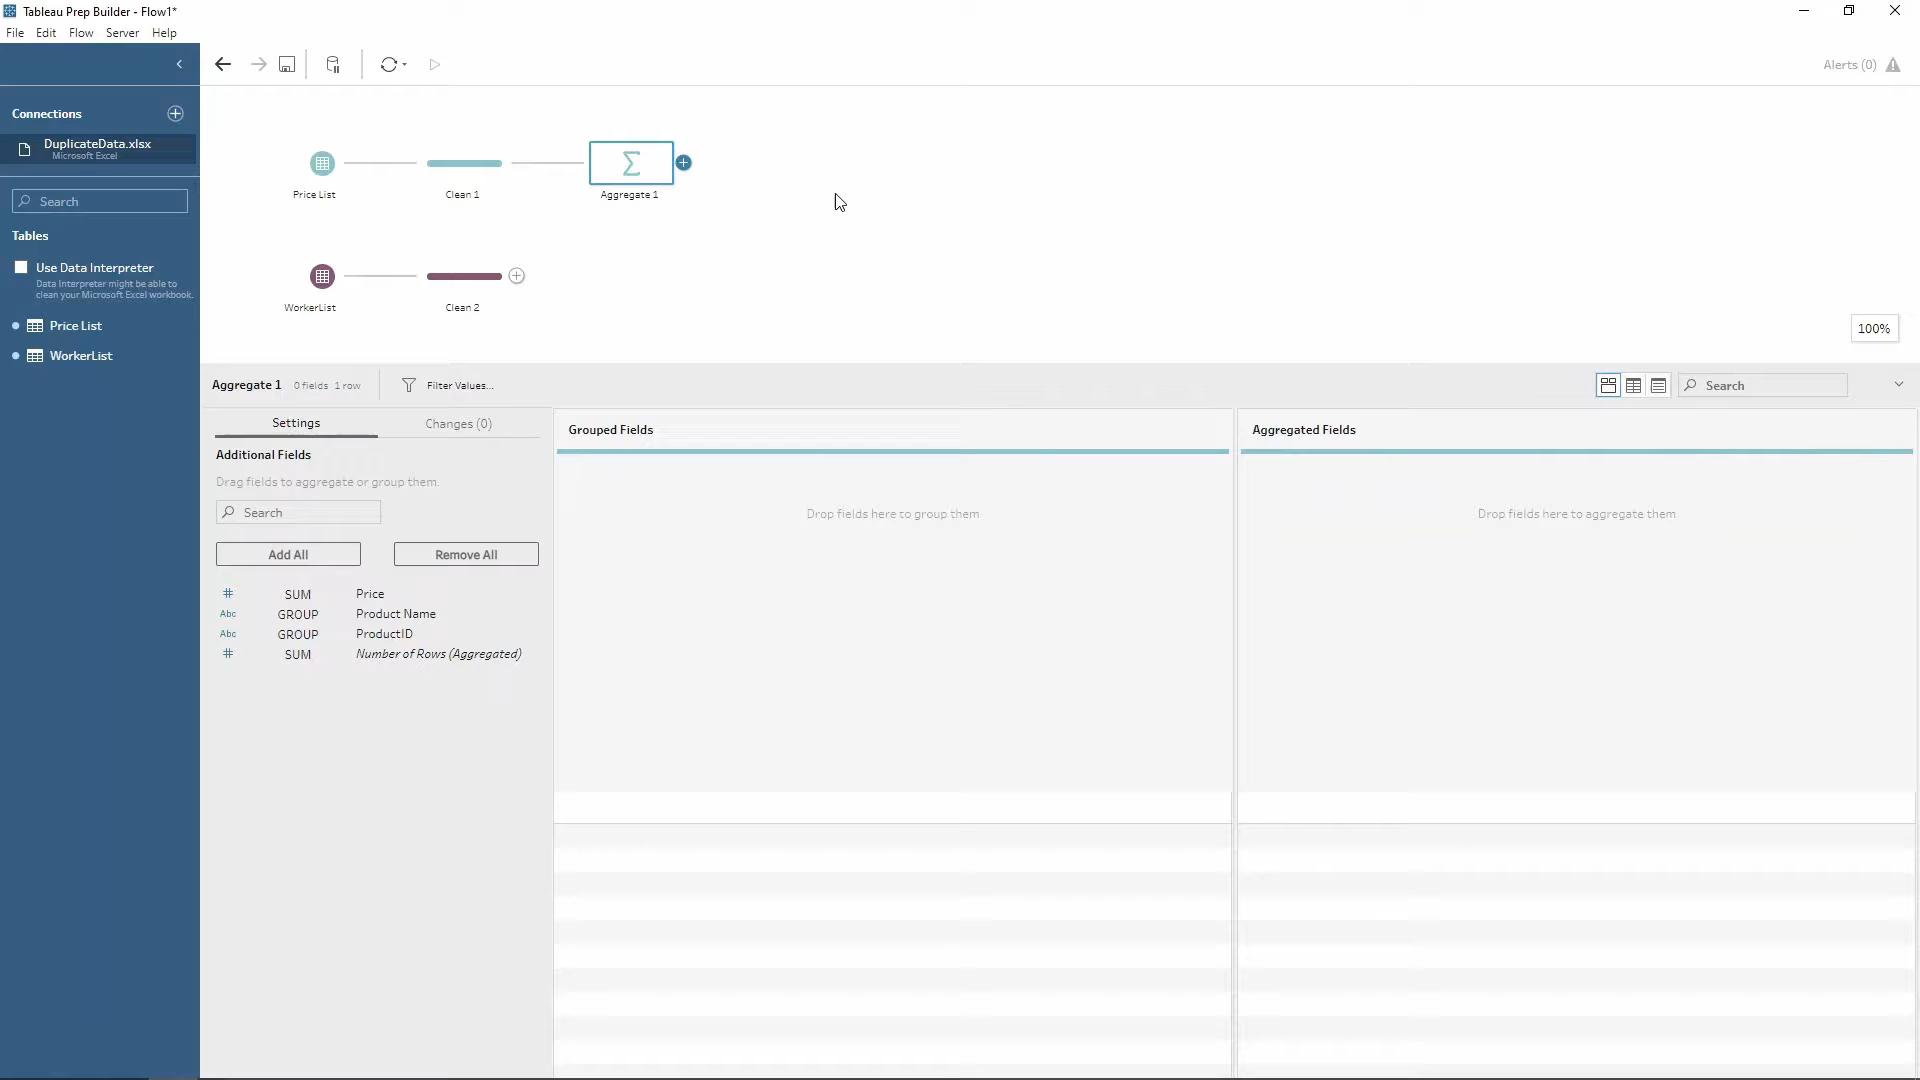 Tableau Prep Builder - Flow1*
File Edit Flow Server Help
Alerts (0)
Connections
DuplicateData.xlsx
Microsoft Excel
Search
Tables
Use Data Interpreter
Data Interpreter might be able to
clean your Microsoft Excel workbook.
Price List
WorkerList
Price List
Clean 1
Aggregate 1
WorkerList
Clean 2
100%
Aggregate 1 0 fields 1 row
Filter Values...
Search
Settings
Changes (0)
Additional Fields
Drag fields to aggregate or group them.
Search
Add All
Remove All
# SUM Price
Abc GROUP Product Name
Abc GROUP ProductID
# SUM Number of Rows (Aggregated)
Grouped Fields
Drop fields here to group them
Aggregated Fields
Drop fields here to aggregate them